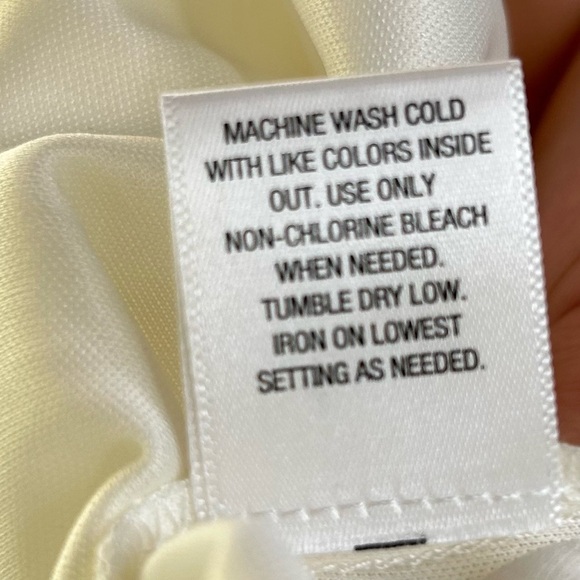 MACHINE WASH COLD
WITH LIKE COLORS INSIDE
OUT. USE ONLY
NON-CHLORINE BLEACH
WHEN NEEDED.
TUMBLE DRY LOW.
IRON ON LOWEST
SETTING AS NEEDED.